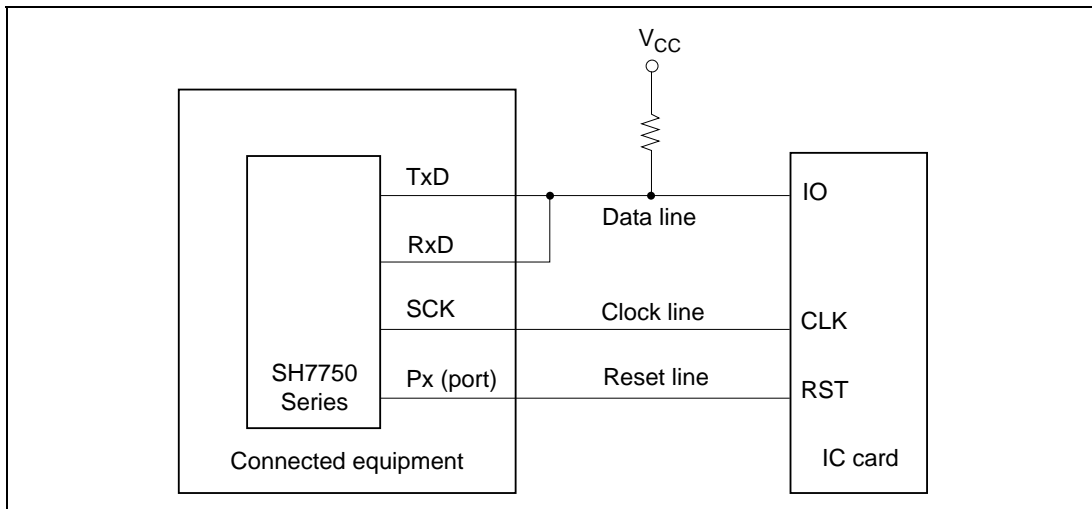 VCC
TxD
IO
Data line
RxD
SCK
Clock line
CLK
SH7750
Series
Px (port)
Reset line
RST
Connected equipment
IC card